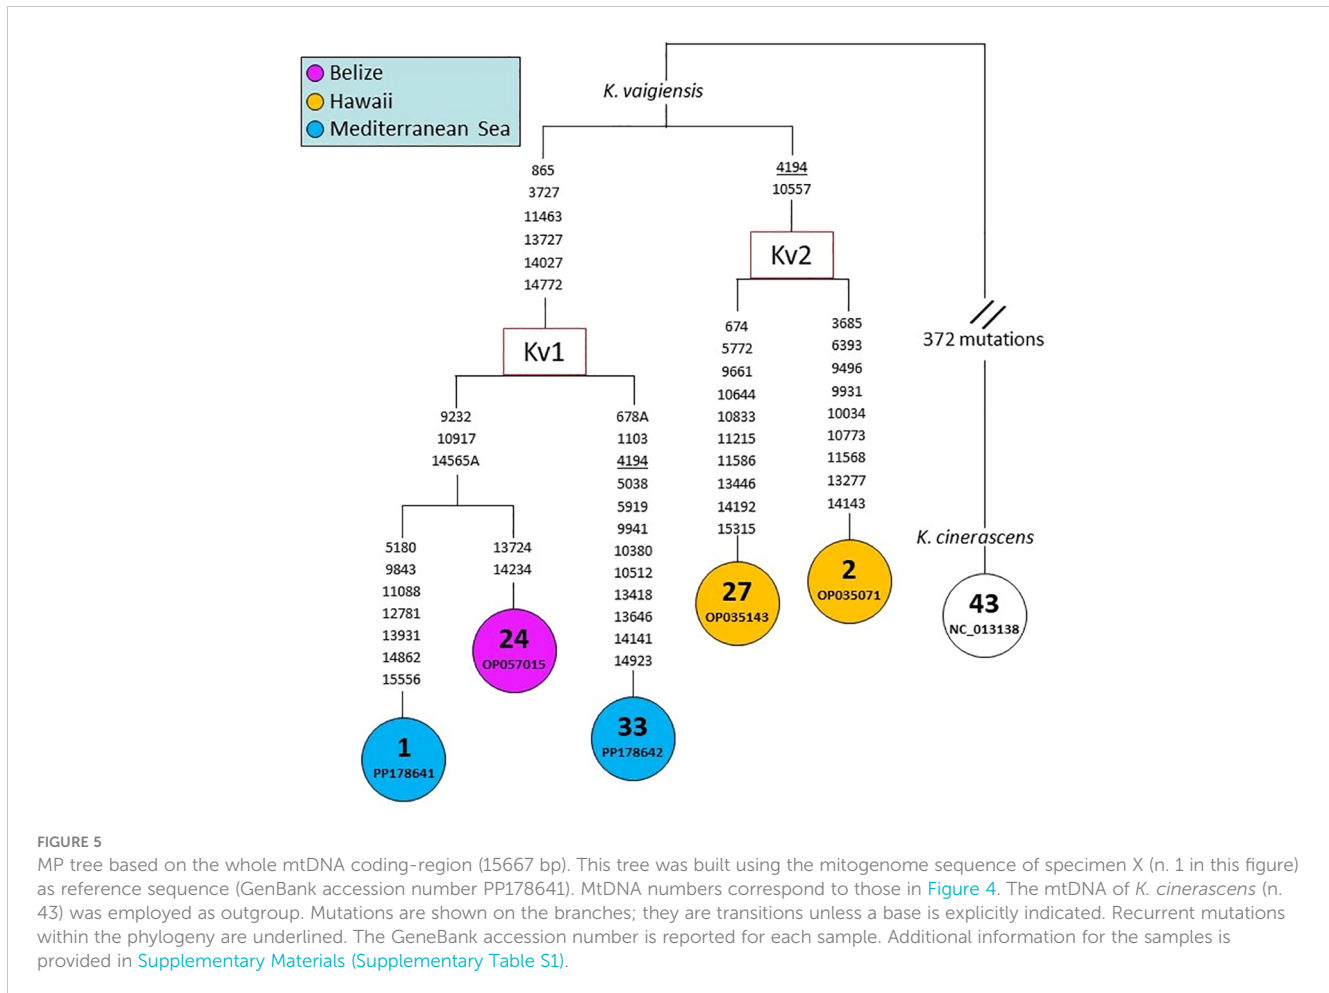 Belize
Hawaii
Mediterranean Sea
K. vaigiensis
865
3727
11463
13727
14027
14772
4194
10557
Kv2
Kv1
372 mutations
9232
10917
14565A
678A
1103
4194
5038
5919
9941
10380
10512
13418
13646
14141
14923
674
5772
9661
10644
10833
11215
11586
13446
14192
15315
3685
6393
9496
9931
10034
10773
11568
13277
14143
5180
9843
11088
12781
13931
14862
15556
13724
14234
K. cinerascens
1
PP178641
24
OP057015
33
PP178642
27
OP035143
2
OP035071
43
NC_013138
FIGURE 5
MP tree based on the whole mtDNA coding-region (15667 bp). This tree was built using the mitogenome sequence of specimen X (n. 1 in this figure)
as reference sequence (GenBank accession number PP178641). MtDNA numbers correspond to those in Figure 4. The mtDNA of K. cinerascens (n.
43) was employed as outgroup. Mutations are shown on the branches; they are transitions unless a base is explicitly indicated. Recurrent mutations
within the phylogeny are underlined. The GeneBank accession number is reported for each sample. Additional information for the samples is
provided in Supplementary Materials (Supplementary Table S1).